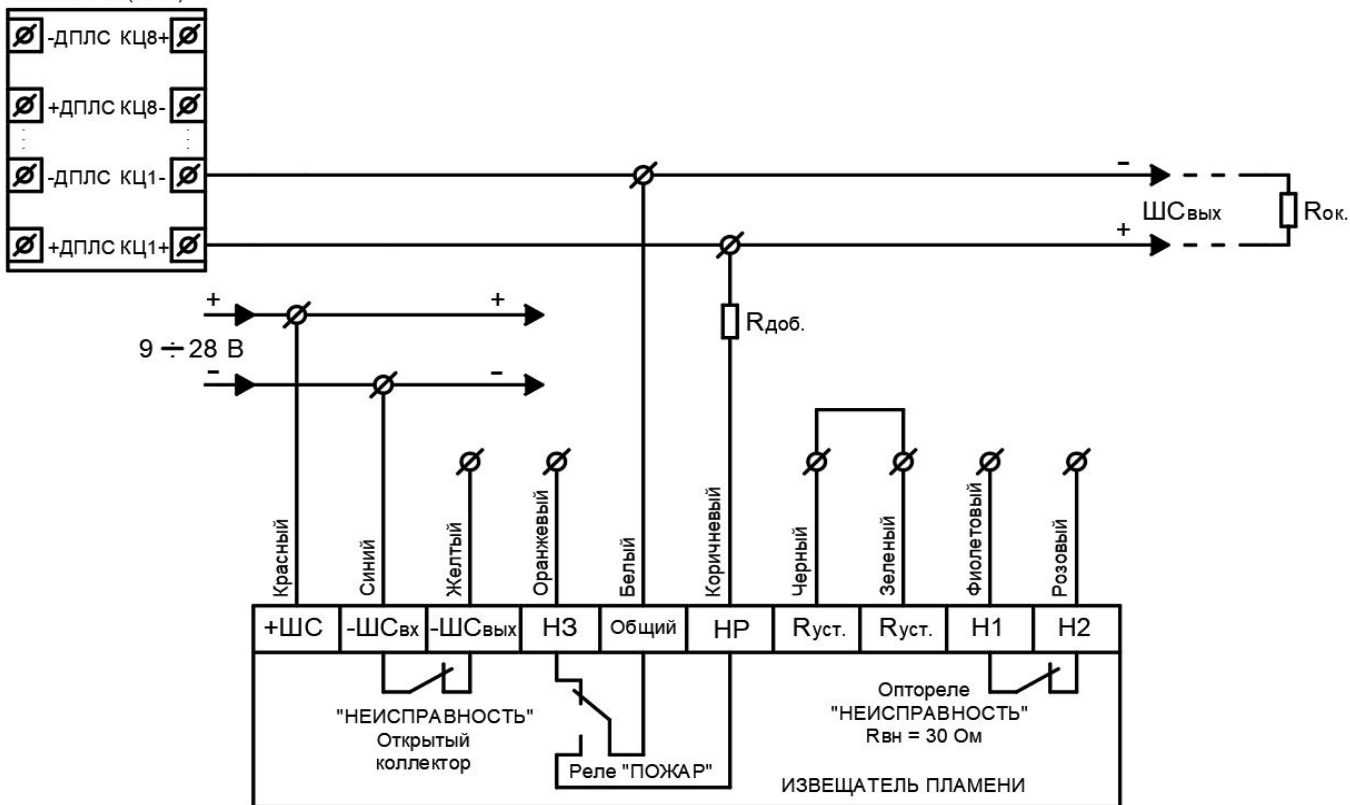 -ДПЛС КЦ8+
+ДПЛС КЦ8-
-ДПЛС КЦ1-
+ДПЛС КЦ1+
-
ШСвых
+
Rок.
+ +
9 ÷ 28 В
- -
Rдоб.
Красный
Синий
Желтый
Оранжевый
Белый
Коричневый
Черный
Зеленый
Фиолетовый
Розовый
+ШС -ШСвх -ШСвых НЗ Общий НР Rуст. Rуст. Н1 Н2
"НЕИСПРАВНОСТЬ"
Открытый
коллектор
Реле "ПОЖАР"
Оптореле
"НЕИСПРАВНОСТЬ"
Rвн = 30 Ом
ИЗВЕЩАТЕЛЬ ПЛАМЕНИ